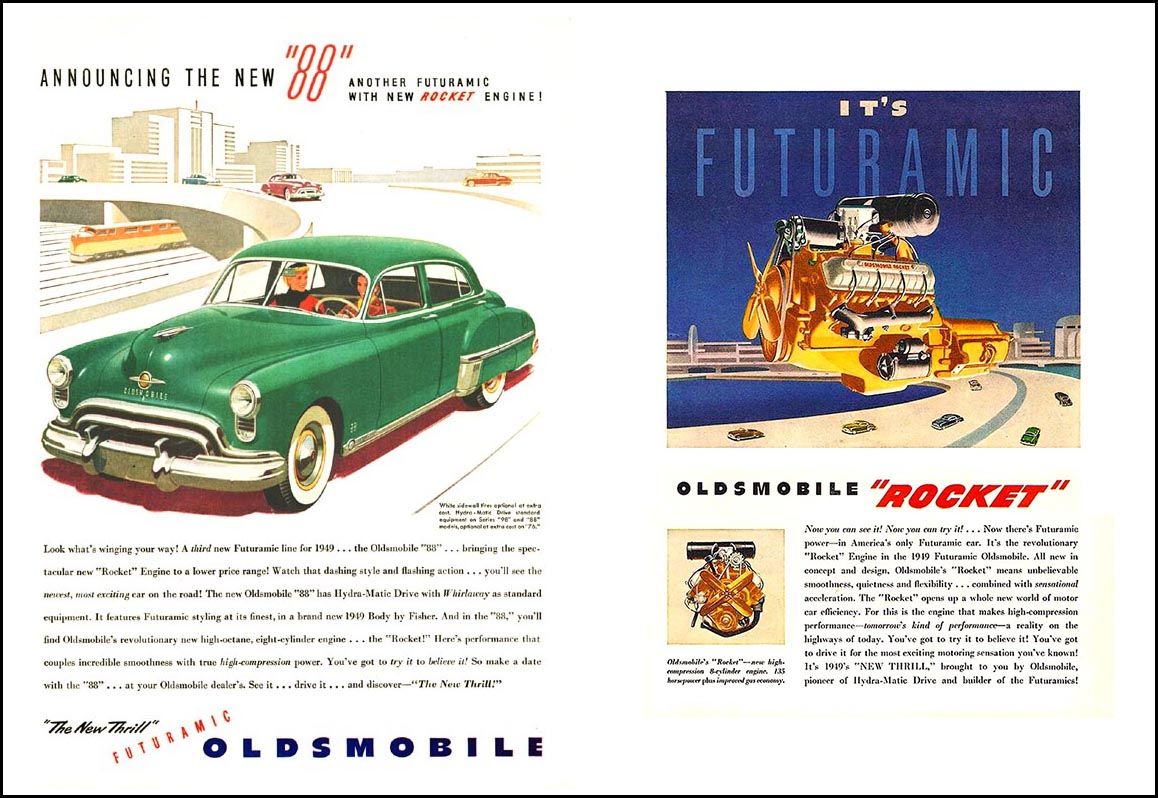 ANNOUNCING THE NEW "88"
ANOTHER FUTURAMIC
WITH NEW ROCKET ENGINE!
OLDSMOBILE
88
White sidewall tires optional at extra
cost. Hydra-Matic Drive standard
equipment on Series "98" and "88"
models, optional at extra cost on "76."
Look what's winging your way! A third new Futuramic line for 1949 . . . the Oldsmobile "88" . . . bringing the spec-
tacular new "Rocket" Engine to a lower price range! Watch that dashing style and flashing action . . . you'll see the
newest, most exciting car on the road! The new Oldsmobile "88" has Hydra-Matic Drive with Whirlaway as standard
equipment. It features Futuramic styling at its finest, in a brand new 1949 Body by Fisher. And in the "88," you'll
find Oldsmobile's revolutionary new high-octane, eight-cylinder engine . . . the "Rocket!" Here's performance that
couples incredible smoothness with true high-compression power. You've got to try it to believe it! So make a date
with the "88" . . . at your Oldsmobile dealer's. See it . . . drive it . . . and discover—"The New Thrill!"
"The New Thrill"
FUTURAMIC
OLDSMOBILE
IT'S
FUTURAMIC
OLDSMOBILE ROCKET
OLDSMOBILE "ROCKET"
Oldsmobile's "Rocket"—new high-
compression 8-cylinder engine. 135
horsepower plus improved gas economy.
Now you can see it! Now you can try it! . . . Now there's Futuramic
power—in America's only Futuramic car. It's the revolutionary
"Rocket" Engine in the 1949 Futuramic Oldsmobile. All new in
concept and design, Oldsmobile's "Rocket" means unbelievable
smoothness, quietness and flexibility . . . combined with sensational
acceleration. The "Rocket" opens up a whole new world of motor
car efficiency. For this is the engine that makes high-compression
performance—tomorrow's kind of performance—a reality on the
highways of today. You've got to try it to believe it! You've got
to drive it for the most exciting motoring sensation you've known!
It's 1949's "NEW THRILL," brought to you by Oldsmobile,
pioneer of Hydra-Matic Drive and builder of the Futuramics!